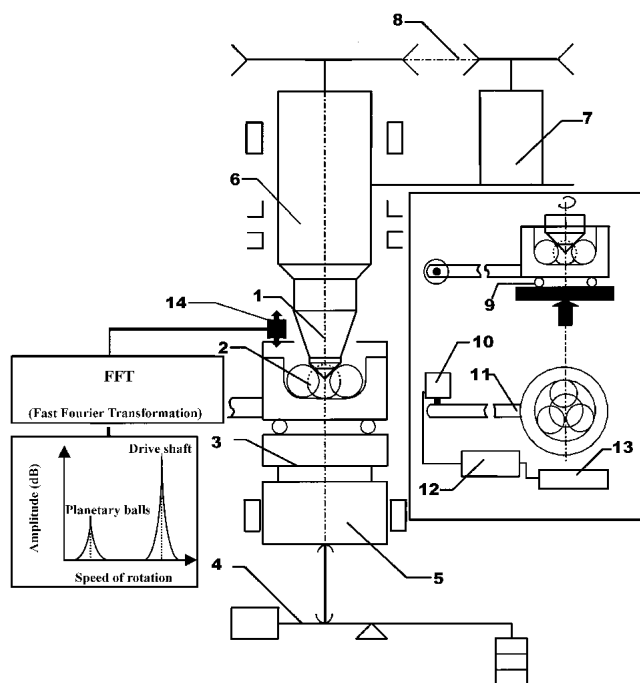 8
7
6
1
14
2
9
10
FFT
(Fast Fourier Transformation)
11
3
12
13
Drive shaft
Planetary balls
Amplitude (dB)
Speed of rotation
5
4